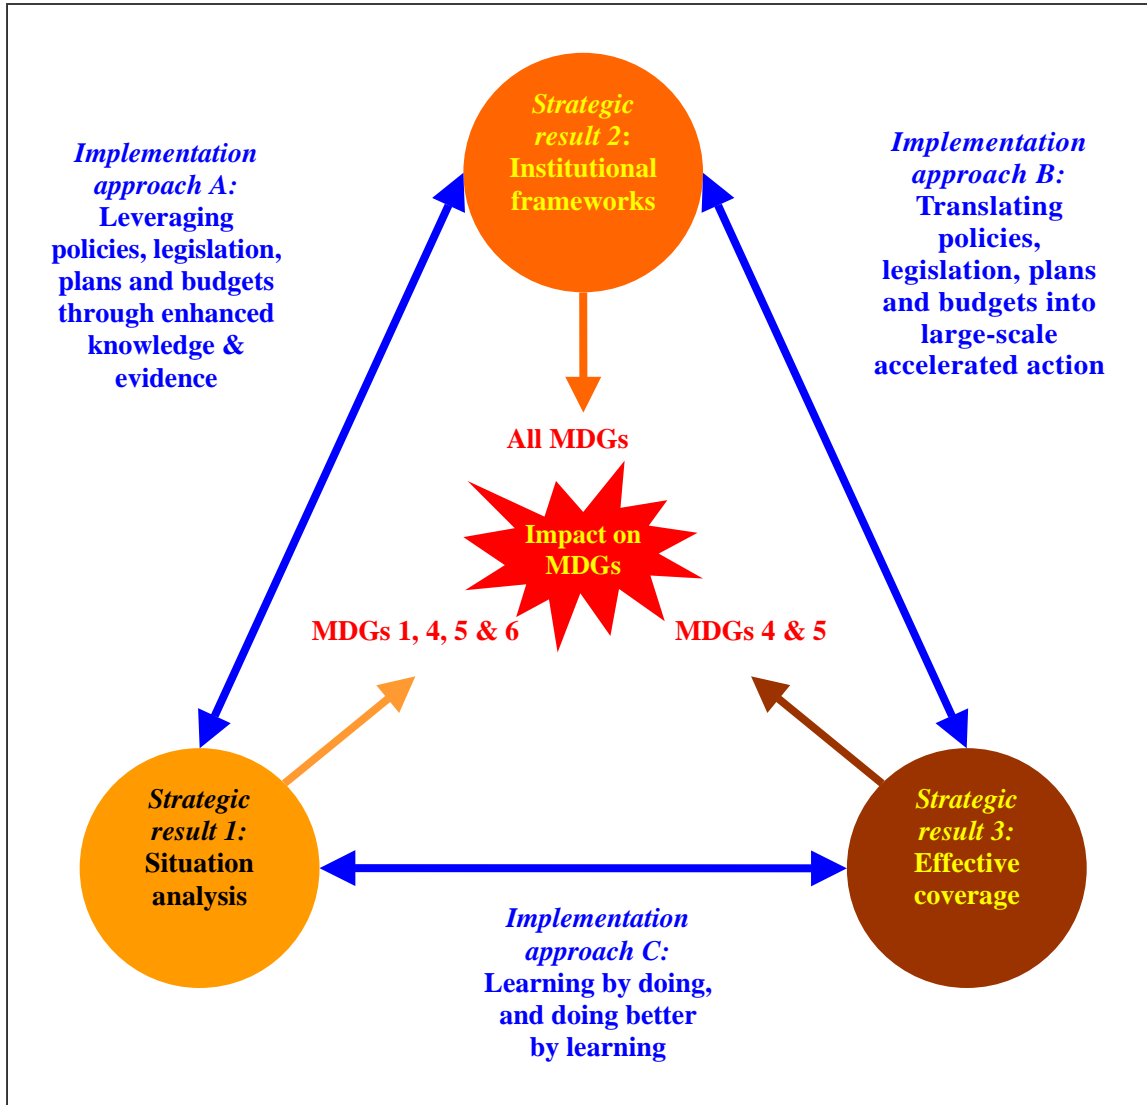 Strategic
result 2:
Institutional
frameworks
Implementation
approach A:
Leveraging
policies, legislation,
plans and budgets
through enhanced
knowledge &
evidence
Implementation
approach B:
Translating
policies,
legislation, plans
and budgets into
large-scale
accelerated action
All MDGs
Impact on
MDGs
MDGs 1, 4, 5 & 6
MDGs 4 & 5
Strategic
result 1:
Situation
analysis
Strategic
result 3:
Effective
coverage
Implementation
approach C:
Learning by doing,
and doing better
by learning